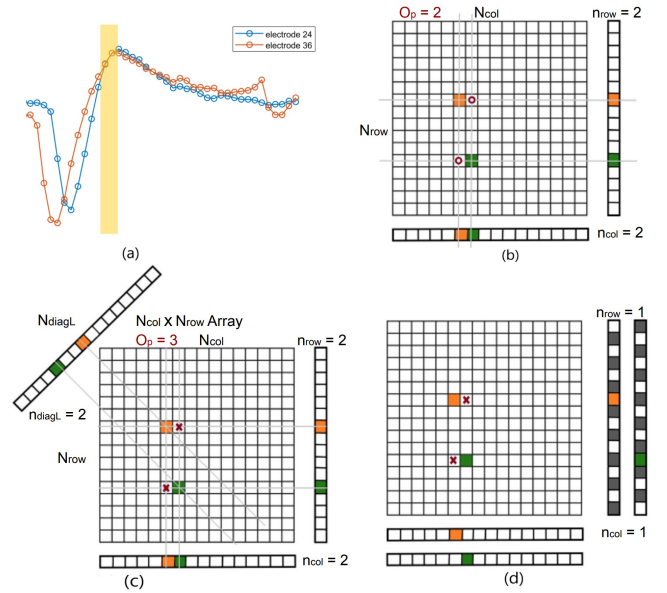 electrode 24
electrode 36
(a)
Op = 2
Ncol
nrow = 2
Nrow
ncol = 2
(b)
NdiagL
Ncol x Nrow Array
Op = 3
Ncol
nrow = 2
ndiagL = 2
Nrow
ncol = 2
(c)
nrow = 1
ncol = 1
(d)